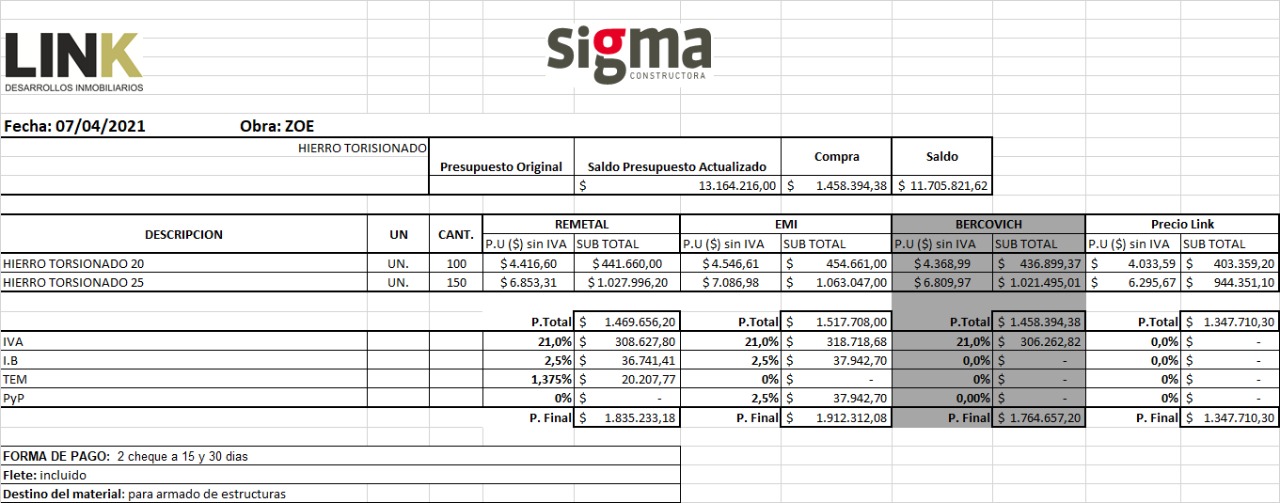 LINK
DESARROLLOS INMOBILIARIOS
sigma
CONSTRUCTORA
Fecha: 07/04/2021 Obra: ZOE
HIERRO TORISIONADO
Presupuesto Original Saldo Presupuesto Actualizado Compra Saldo
$ 13.164.216,00 $ 1.458.394,38 $ 11.705.821,62
DESCRIPCION UN CANT. REMETAL EMI BERCOVICH Precio Link
P.U ($) sin IVA SUB TOTAL P.U ($) sin IVA SUB TOTAL P.U ($) sin IVA SUB TOTAL P.U ($) sin IVA SUB TOTAL
HIERRO TORSIONADO 20 UN. 100 $ 4.416,60 $ 441.660,00 $ 4.546,61 $ 454.661,00 $ 4.368,99 $ 436.899,37 $ 4.033,59 $ 403.359,20
HIERRO TORSIONADO 25 UN. 150 $ 6.853,31 $ 1.027.996,20 $ 7.086,98 $ 1.063.047,00 $ 6.809,97 $ 1.021.495,01 $ 6.295,67 $ 944.351,10
P.Total $ 1.469.656,20 P.Total $ 1.517.708,00 P.Total $ 1.458.394,38 P.Total $ 1.347.710,30
IVA 21,0% $ 308.627,80 21,0% $ 318.718,68 21,0% $ 306.262,82 0,0% $ -
I.B 2,5% $ 36.741,41 2,5% $ 37.942,70 0,0% $ - 0,0% $ -
TEM 1,375% $ 20.207,77 0% $ - 0% $ - 0% $ -
PyP 0% $ - 2,5% $ 37.942,70 0,00% $ - 0% $ -
P. Final $ 1.835.233,18 P. Final $ 1.912.312,08 P. Final $ 1.764.657,20 P. Final $ 1.347.710,30
FORMA DE PAGO: 2 cheque a 15 y 30 dias
Flete: incluido
Destino del material: para armado de estructuras